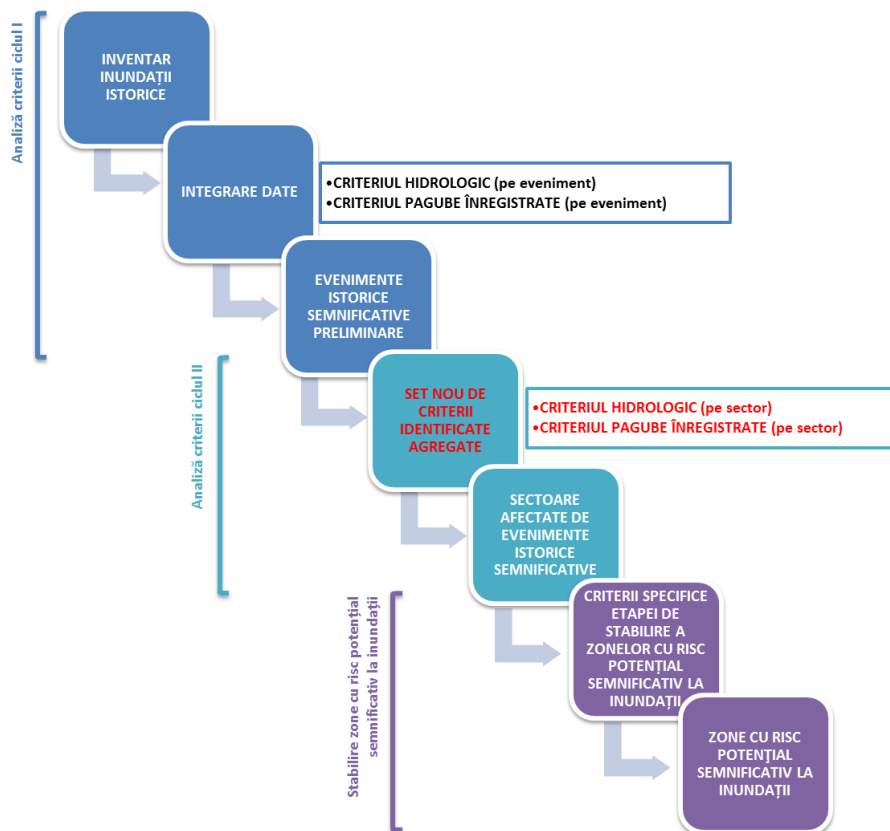 Analiză criterii ciclul I
INVENTAR
INUNDAȚII
ISTORICE
INTEGRARE DATE
•CRITERIUL HIDROLOGIC (pe eveniment)
•CRITERIUL PAGUBE ÎNREGISTRATE (pe eveniment)
EVENIMENTE
ISTORICE
SEMNIFICATIVE
PRELIMINARE
Analiză criterii ciclul II
SET NOU DE
CRITERII
IDENTIFICATE
AGREGATE
•CRITERIUL HIDROLOGIC (pe sector)
•CRITERIUL PAGUBE ÎNREGISTRATE (pe sector)
SECTOARE
AFECTATE DE
EVENIMENTE
ISTORICE
SEMNIFICATIVE
Stabilire zone cu risc potențial
semnificativ la inundații
CRITERII SPECIFICE
ETAPEI DE
STABILIRE A
ZONELOR CU RISC
POTENȚIAL
SEMNIFICATIV LA
INUNDAȚII
ZONE CU RISC
POTENŢIAL
SEMNIFICATIV LA
INUNDAȚII